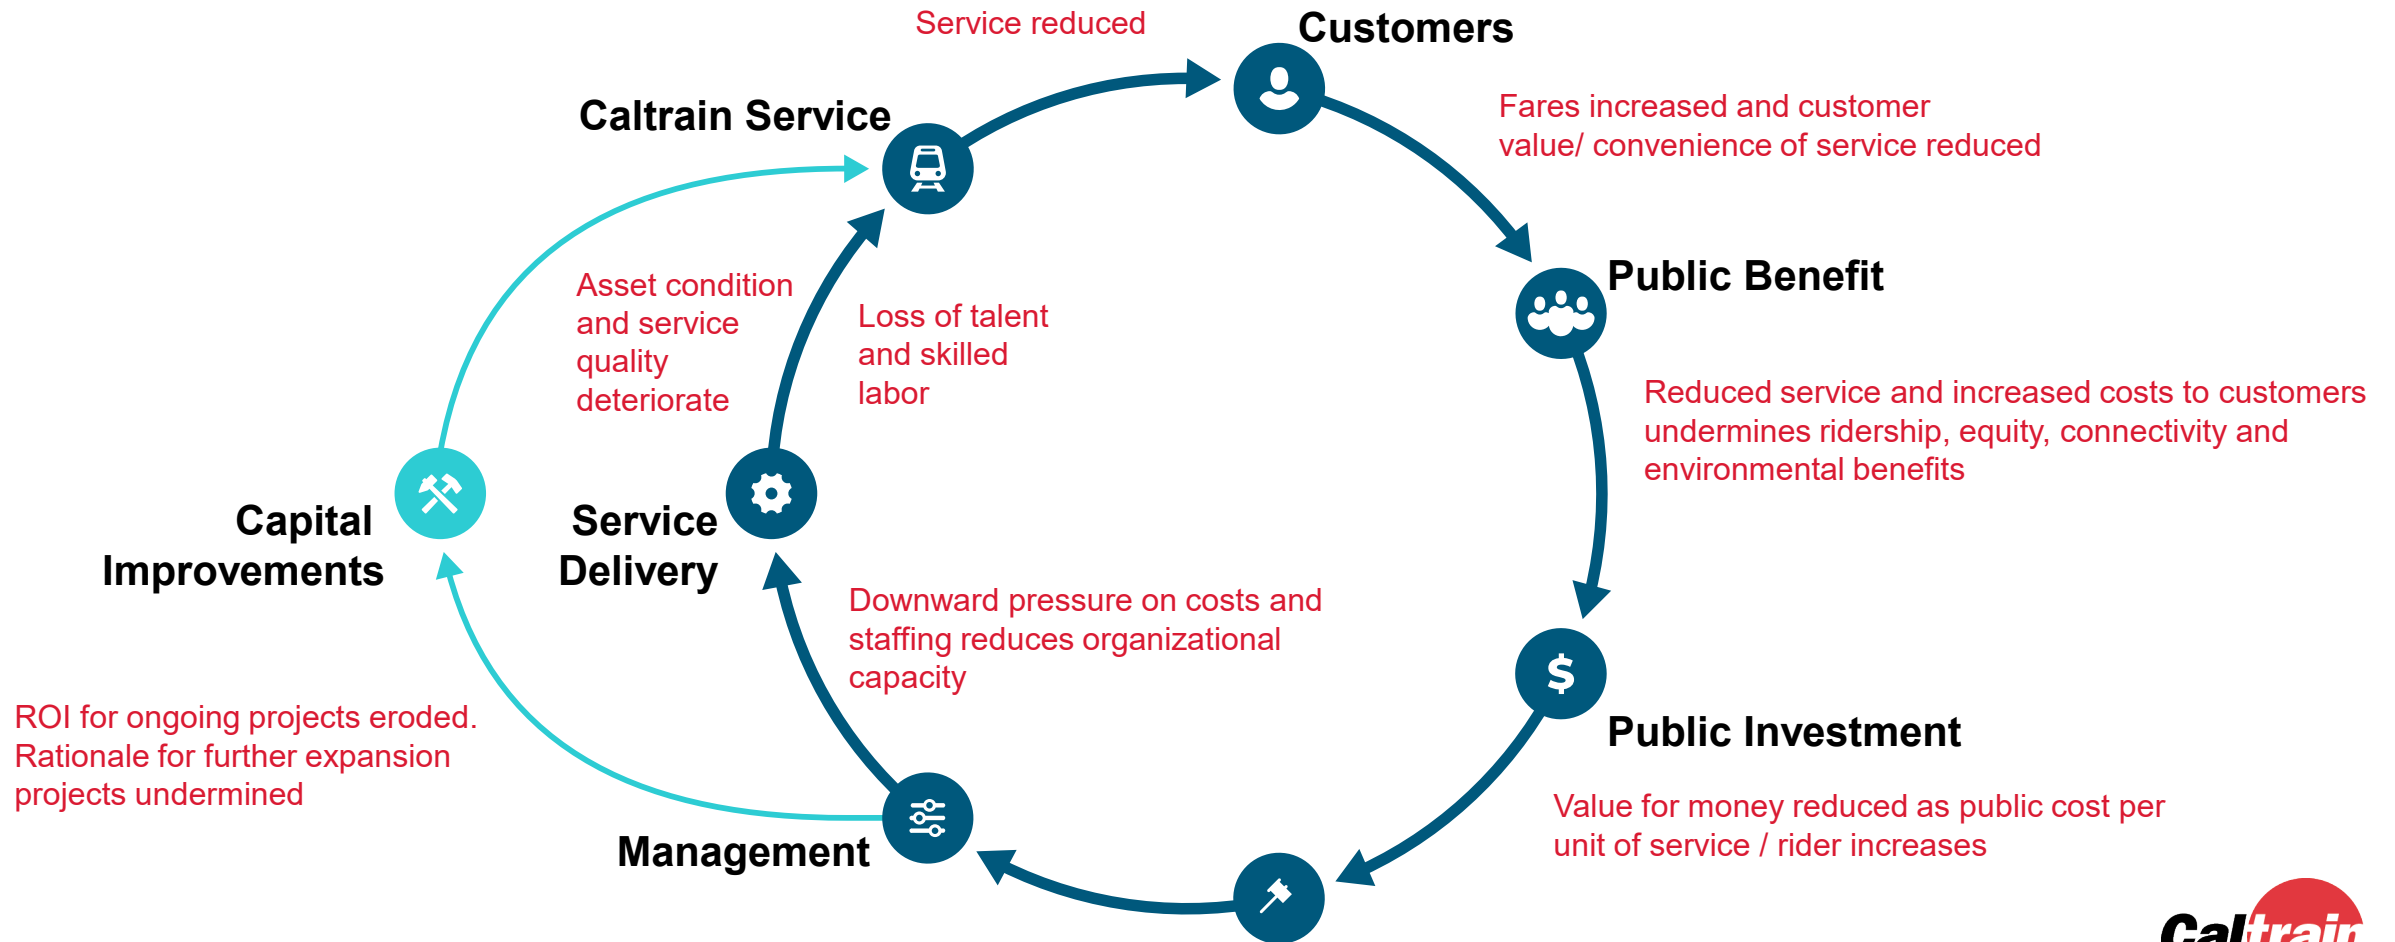 Service reduced
Customers
Caltrain Service
Fares increased and customer
value/ convenience of service reduced
Asset condition
and service
quality
deteriorate
Loss of talent
and skilled
labor
Public Benefit
Reduced service and increased costs to customers
undermines ridership, equity, connectivity and
environmental benefits
Capital
Improvements
Service
Delivery
Downward pressure on costs and
staffing reduces organizational
capacity
$
Public Investment
ROI for ongoing projects eroded.
Rationale for further expansion
projects undermined
Value for money reduced as public cost per
unit of service / rider increases
Management
Caltrain